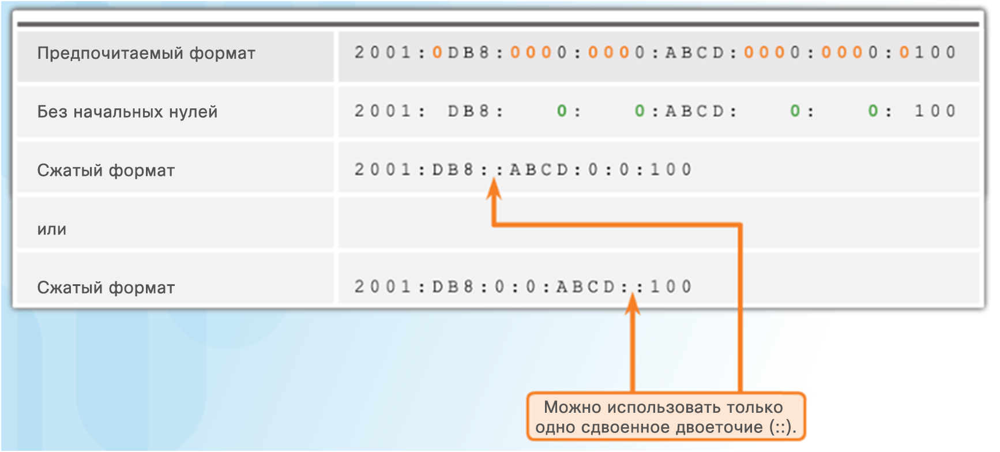 Предпочитаемый формат 2001:0DB8:0000:0000:ABCD:0000:0000:0100
Без начальных нулей 2001: DB8: 0: 0:ABCD: 0: 0: 100
Сжатый формат 2001:DB8::ABCD:0:0:100
или
Сжатый формат 2001:DB8:0:0:ABCD::100
Можно использовать только
одно сдвоенное двоеточие (::).